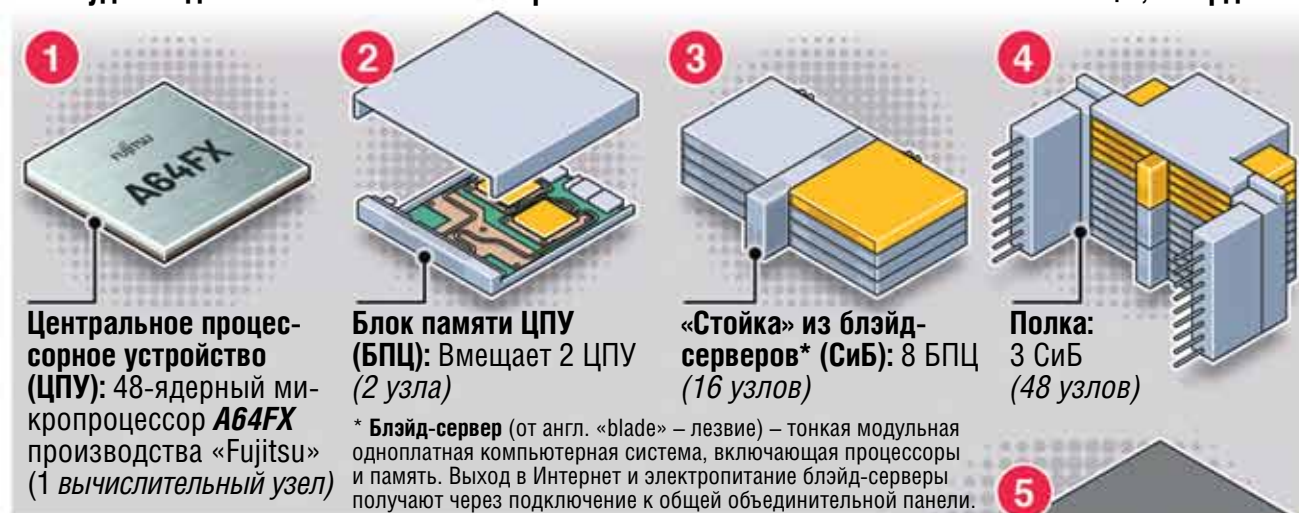 1
2
3
4
FUJITSU
A64FX
Центральное процес-
сорное устройство
(ЦПУ): 48-ядерный ми-
кропроцессор A64FX
производства «Fujitsu»
(1 вычислительный узел)
Блок памяти ЦПУ
(БПЦ): Вмещает 2 ЦПУ
(2 узла)
«Стойка» из блэйд-
серверов* (СиБ): 8 БПЦ
(16 узлов)
Полка:
3 СиБ
(48 узлов)
* Блэйд-сервер (от англ. «blade» – лезвие) – тонкая модульная
одноплатная компьютерная система, включающая процессоры
и память. Выход в Интернет и электропитание блэйд-серверы
получают через подключение к общей объединительной панели.
5